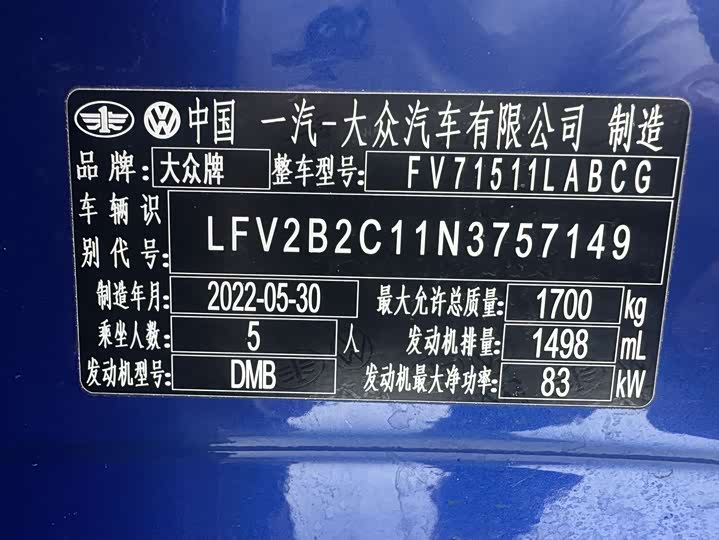 中国 一汽-大众汽车有限公司 制造
品牌: 大众牌 整车型号: FV71511LABCG
车辆识
别代号: LFV2B2C11N3757149
制造年月: 2022-05-30 最大允许总质量: 1700 kg
乘坐人数: 5 人 发动机排量: 1498 mL
发动机型号: DMB 发动机最大净功率: 83 kW